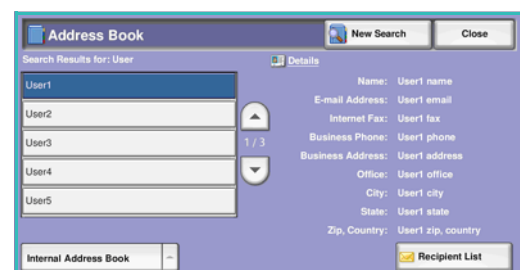 Address Book
New Search
Close
Search Results for: User
Details
User1
User2
User3
User4
User5
1 / 3
Name: User1 name
E-mail Address: User1 email
Internet Fax: User1 fax
Business Phone: User1 phone
Business Address: User1 address
Office: User1 office
City: User1 city
State: User1 state
Zip, Country: User1 zip, country
Internal Address Book
Recipient List